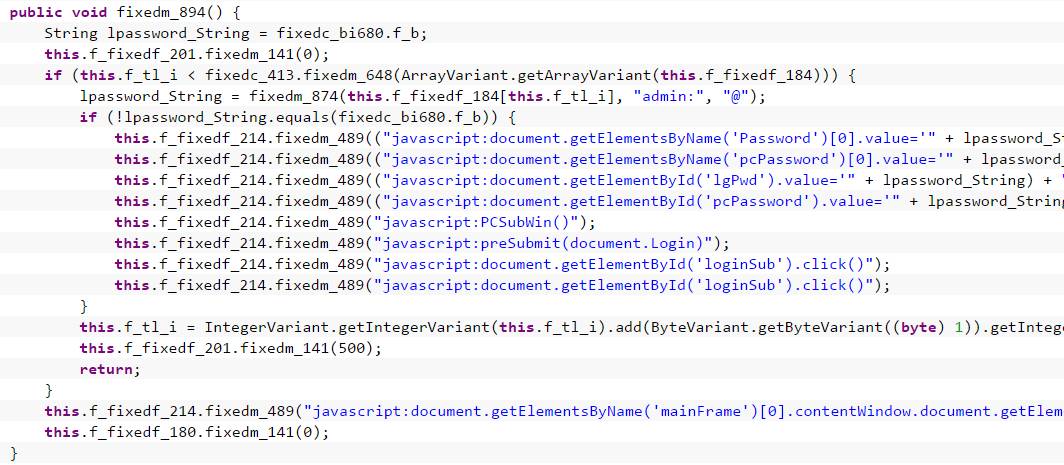 public void fixedm_894() {
String lpassword_String = fixedc_bi680.f_b;
this.f_fixedf_201.fixedm_141(0);
if (this.f_tl_i < fixedc_413.fixedm_648(ArrayVariant.getArrayVariant(this.f_fixedf_184))) {
lpassword_String = fixedm_874(this.f_fixedf_184[this.f_tl_i], "admin:", "@");
if (!lpassword_String.equals(fixedc_bi680.f_b)) {
this.f_fixedf_214.fixedm_489(("javascript:document.getElementsByName('Password')[0].value='" + lpassword_St
this.f_fixedf_214.fixedm_489(("javascript:document.getElementsByName('pcPassword')[0].value='" + lpassword_
this.f_fixedf_214.fixedm_489(("javascript:document.getElementById('lgPwd').value='" + lpassword_String) + "
this.f_fixedf_214.fixedm_489(("javascript:document.getElementById('pcPassword').value='" + lpassword_String
this.f_fixedf_214.fixedm_489("javascript:PCSubWin()");
this.f_fixedf_214.fixedm_489("javascript:preSubmit(document.Login)");
this.f_fixedf_214.fixedm_489("javascript:document.getElementById('loginSub').click()");
this.f_fixedf_214.fixedm_489("javascript:document.getElementById('loginSub').click()");
}
this.f_tl_i = IntegerVariant.getIntegerVariant(this.f_tl_i).add(ByteVariant.getByteVariant((byte) 1)).getIntege
this.f_fixedf_201.fixedm_141(500);
return;
}
this.f_fixedf_214.fixedm_489("javascript:document.getElementsByName('mainFrame')[0].contentWindow.document.getElem
this.f_fixedf_180.fixedm_141(0);
}